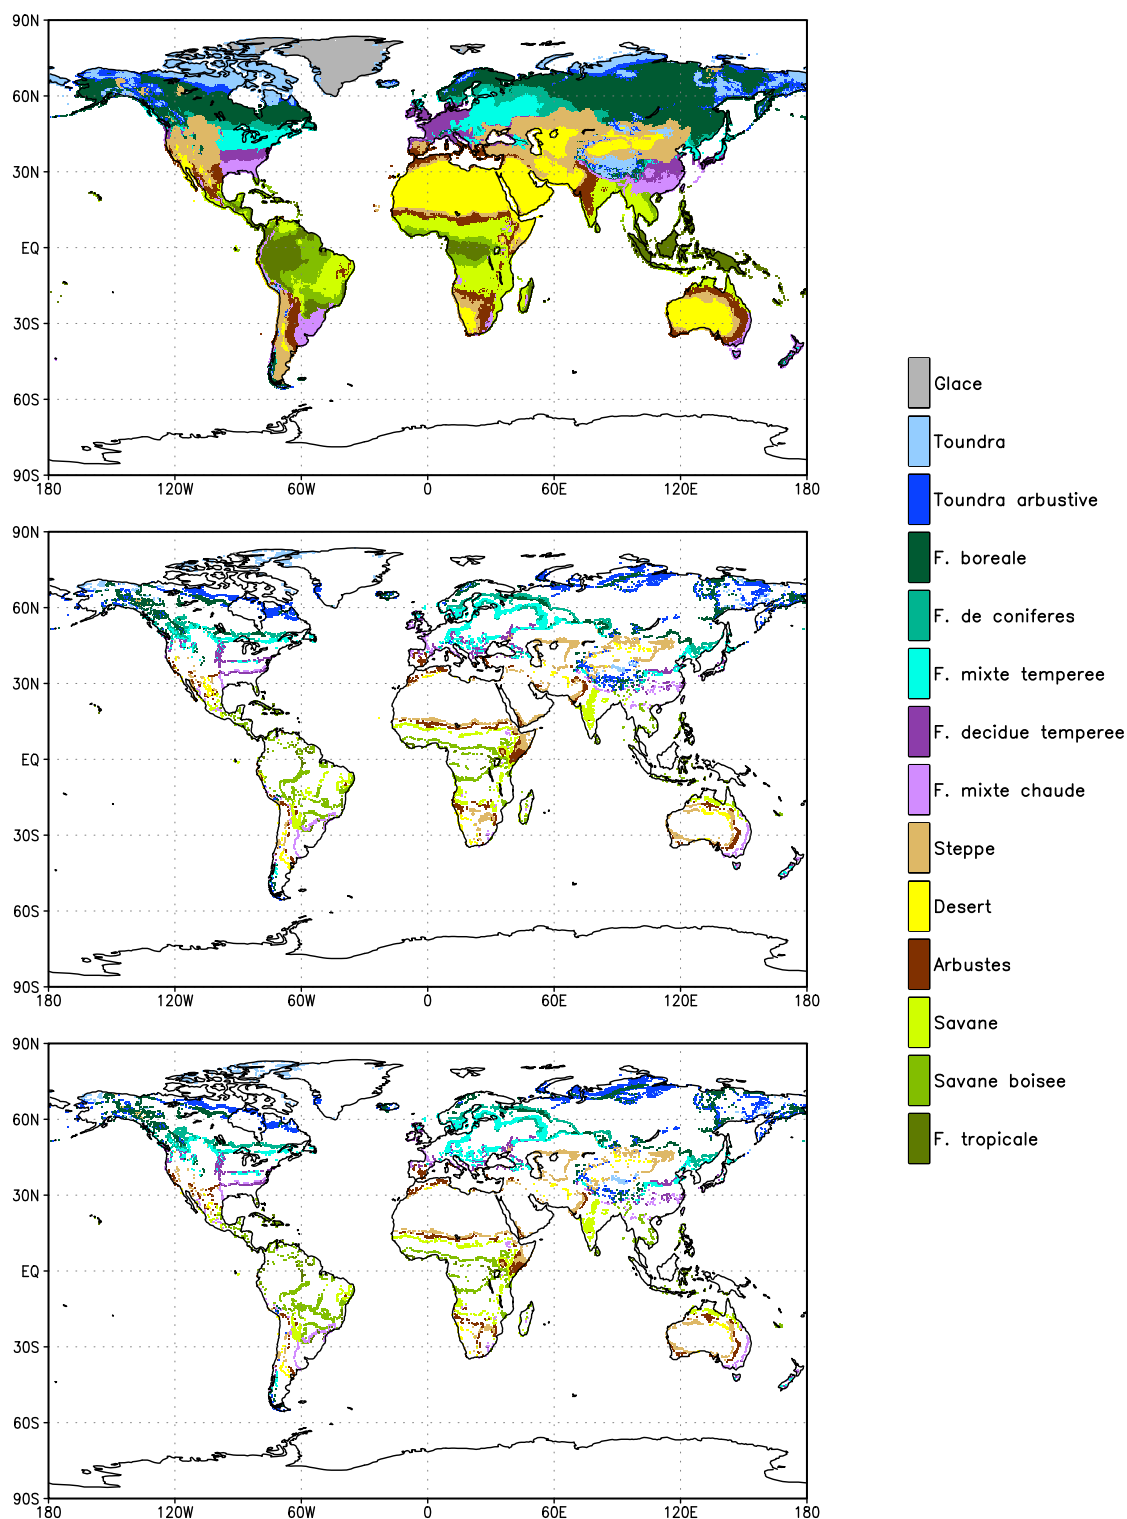 90N
60N
30N
EQ
30S
60S
90S
180 120W 60W 0 60E 120E 180
90N
60N
30N
EQ
30S
60S
90S
180 120W 60W 0 60E 120E 180
90N
60N
30N
EQ
30S
60S
90S
180 120W 60W 0 60E 120E 180
Glace
Toundra
Toundra arbustive
F. boreale
F. de coniferes
F. mixte temperee
F. decidue temperee
F. mixte chaude
Steppe
Desert
Arbustes
Savane
Savane boisee
F. tropicale